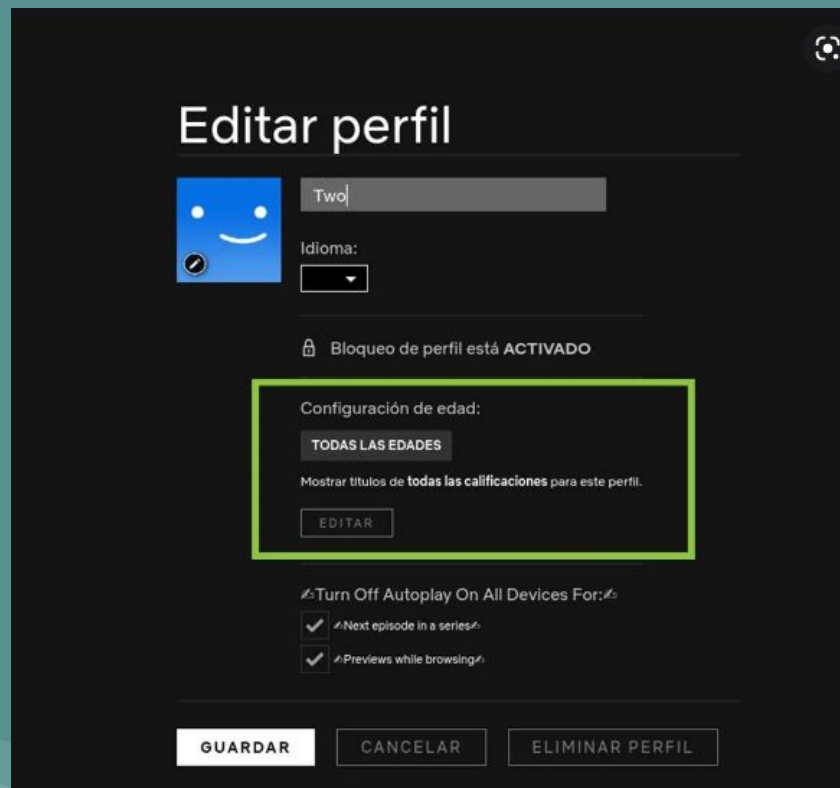 Editar perfil
Two
Idioma:
Bloqueo de perfil está ACTIVADO
Configuración de edad:
TODAS LAS EDADES
Mostrar títulos de todas las calificaciones para este perfil.
EDITAR
✍Turn Off Autoplay On All Devices For:✍
✍Next episode in a series✍
✍Previews while browsing✍
GUARDAR CANCELAR ELIMINAR PERFIL